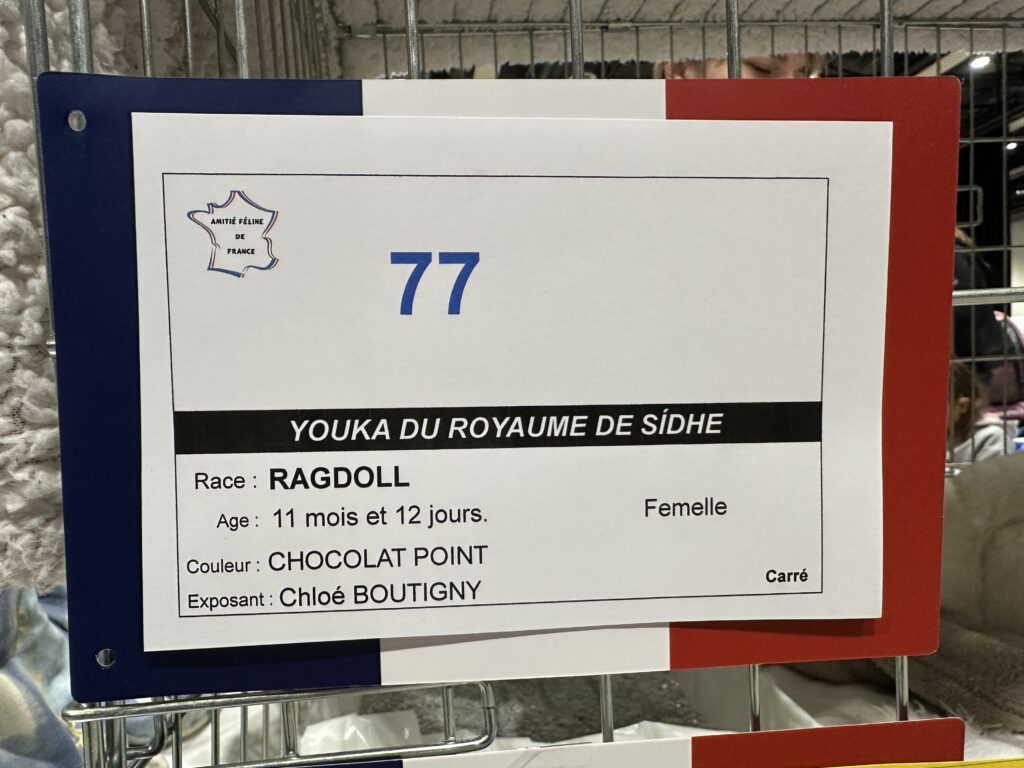 AMITIÉ FÉLINE
DE
FRANCE
77
YOUKA DU ROYAUME DE SÍDHE
Race : RAGDOLL
Age : 11 mois et 12 jours.
Femelle
Couleur : CHOCOLAT POINT
Exposant : Chloé BOUTIGNY
Carré